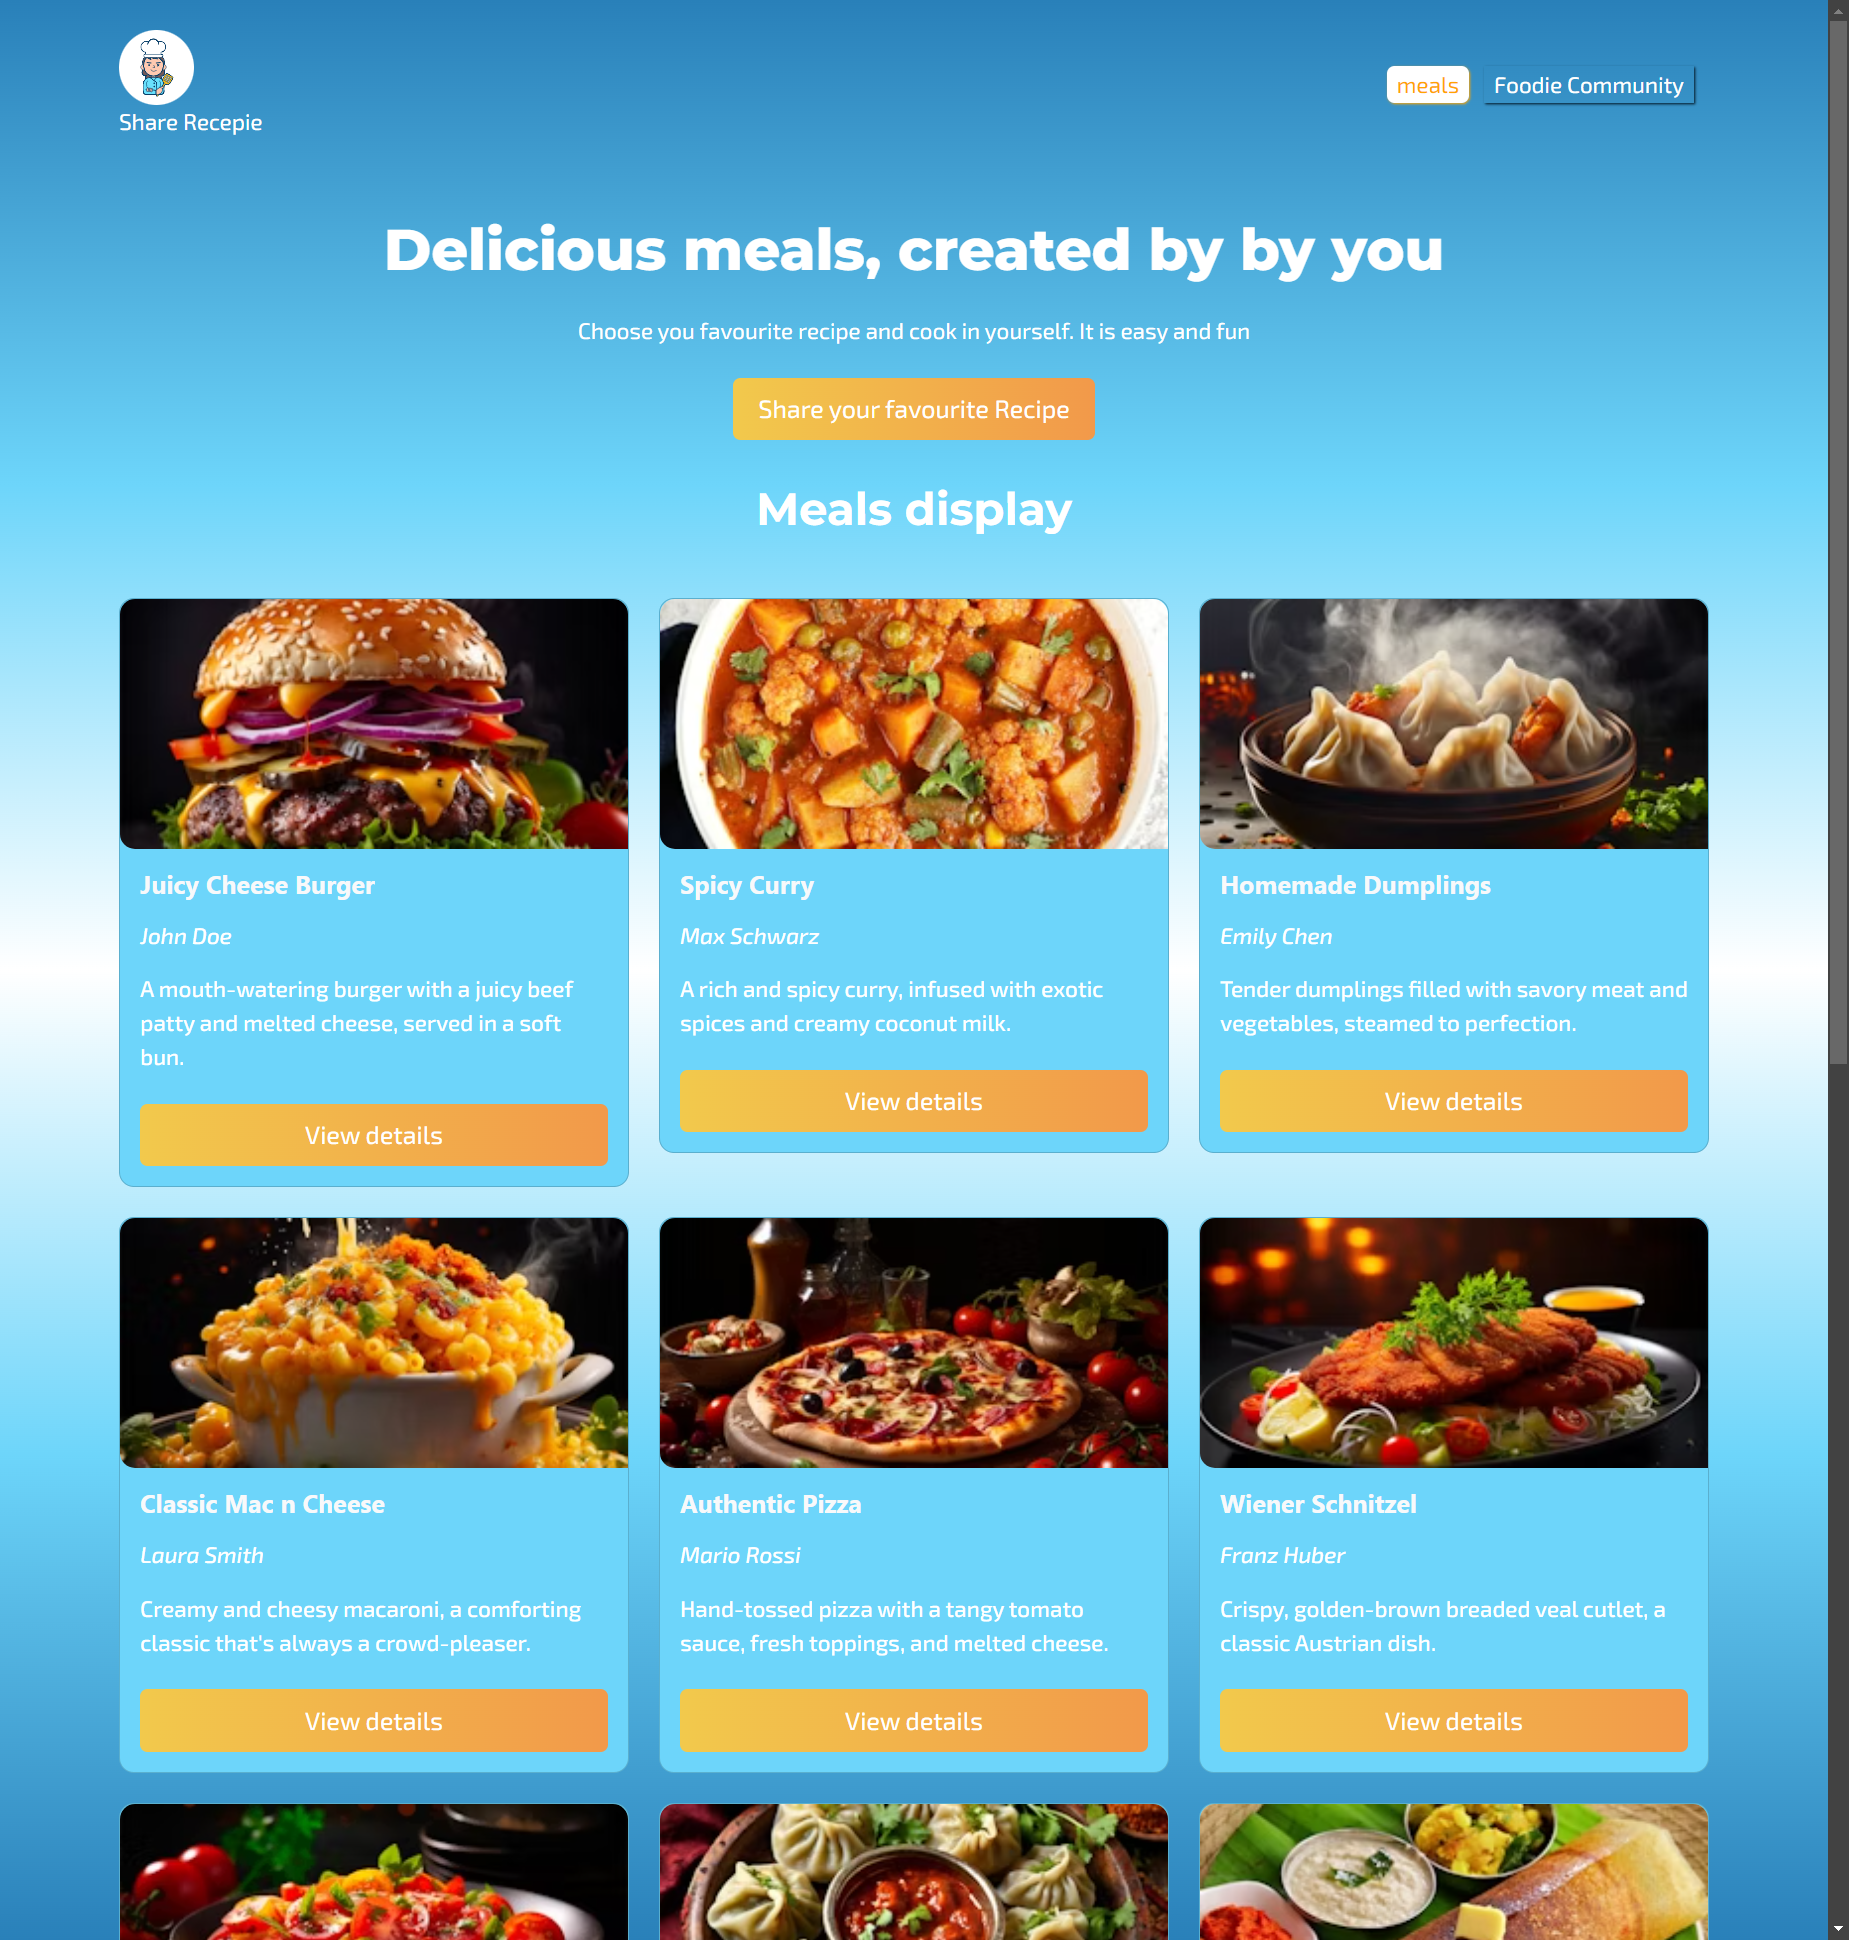 Share Recepie
meals
Foodie Community
Delicious meals, created by by you
Choose you favourite recipe and cook in yourself. It is easy and fun
Share your favourite Recipe
Meals display
Juicy Cheese Burger
John Doe
A mouth-watering burger with a juicy beef
patty and melted cheese, served in a soft
bun.
View details
Spicy Curry
Max Schwarz
A rich and spicy curry, infused with exotic
spices and creamy coconut milk.
View details
Homemade Dumplings
Emily Chen
Tender dumplings filled with savory meat and
vegetables, steamed to perfection.
View details
Classic Mac n Cheese
Laura Smith
Creamy and cheesy macaroni, a comforting
classic that's always a crowd-pleaser.
View details
Authentic Pizza
Mario Rossi
Hand-tossed pizza with a tangy tomato
sauce, fresh toppings, and melted cheese.
View details
Wiener Schnitzel
Franz Huber
Crispy, golden-brown breaded veal cutlet, a
classic Austrian dish.
View details